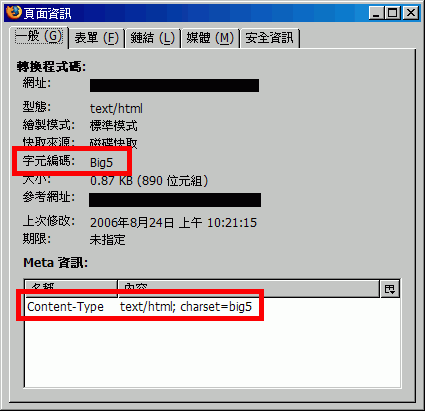 頁面資訊
一般 (G) 表單 (F) 鏈結 (L) 媒體 (M) 安全資訊
轉換程式碼:
網址:
型態: text/html
繪製模式: 標準模式
快取來源: 磁碟快取
字元編碼: Big5
大小: 0.87 KB (890 位元組)
參考網址:
上次修改: 2006年8月24日 上午 10:21:15
期限: 未指定
Meta 資訊:
名稱 內容
Content-Type text/html; charset=big5